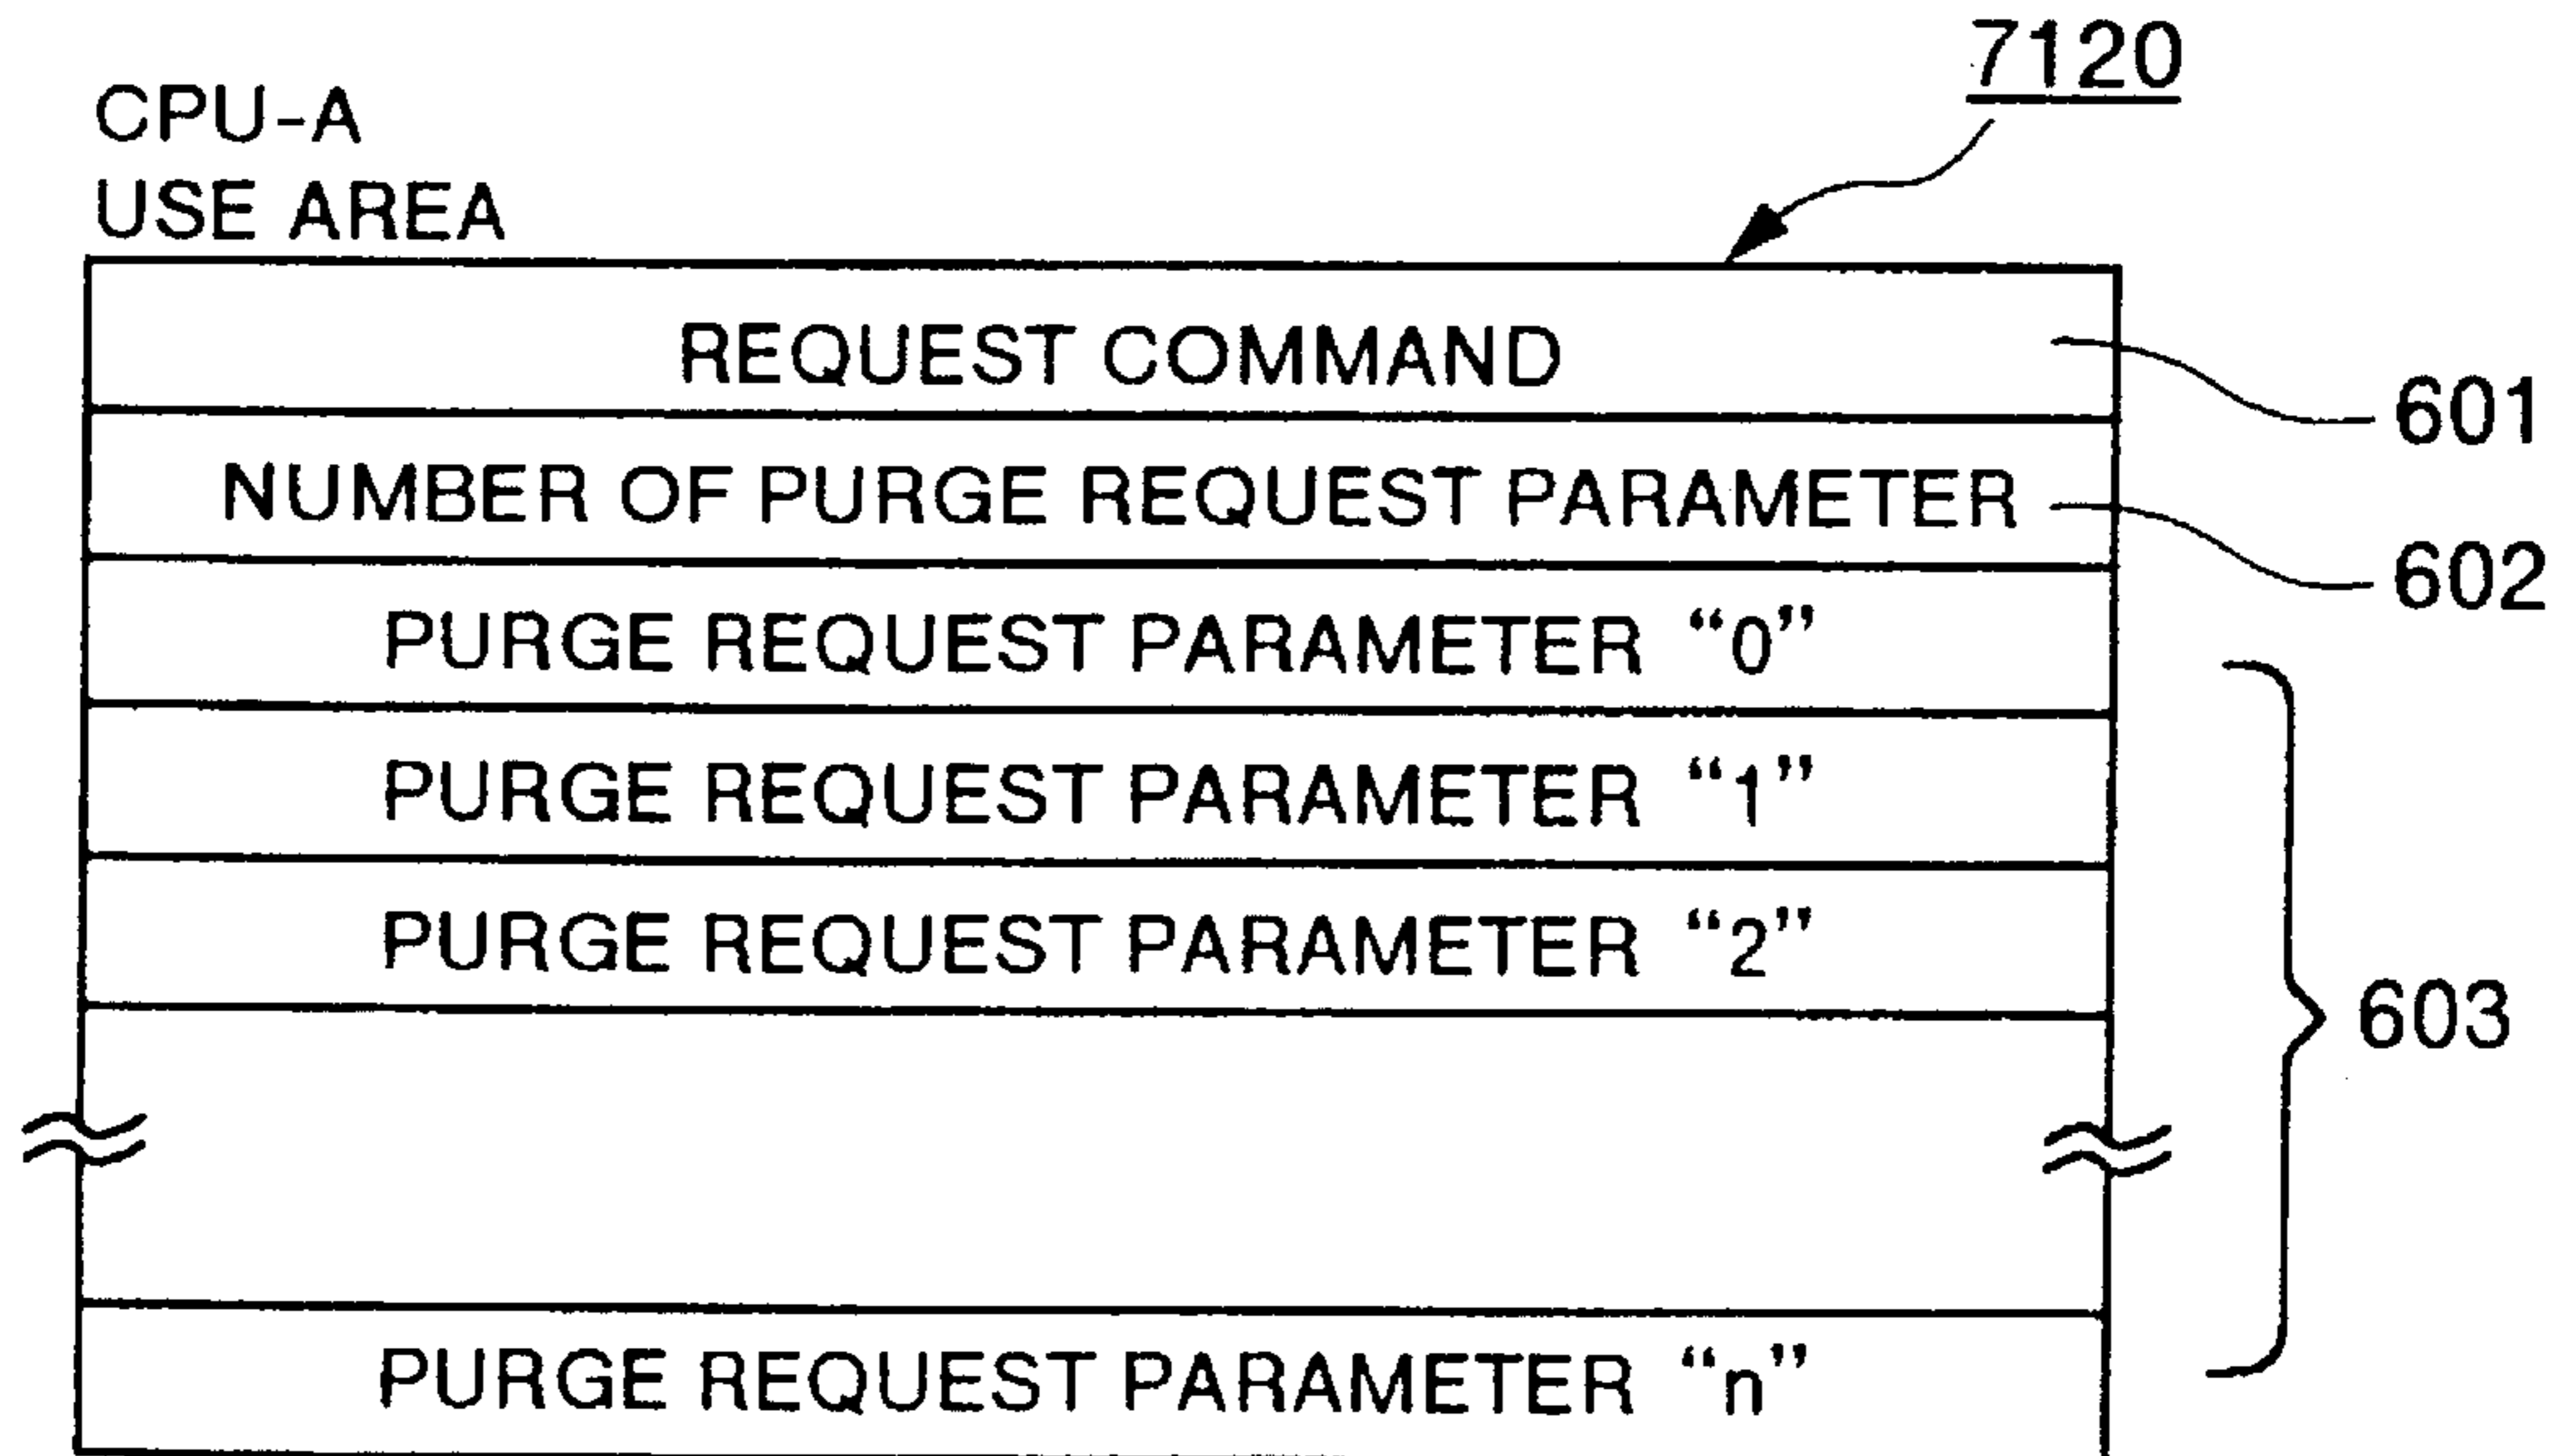 7120
CPU-A
USE AREA
REQUEST COMMAND
601
NUMBER OF PURGE REQUEST PARAMETER
602
PURGE REQUEST PARAMETER “0”
PURGE REQUEST PARAMETER “1”
PURGE REQUEST PARAMETER “2”
603
PURGE REQUEST PARAMETER “n”